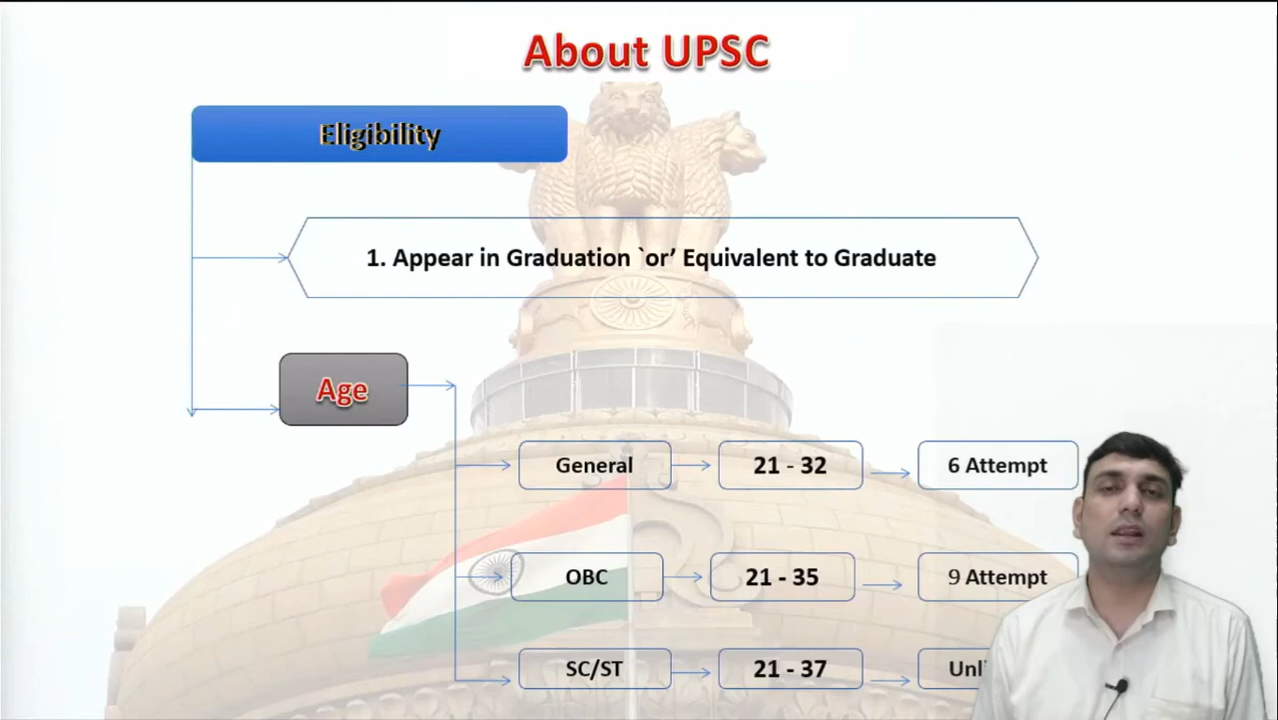 About UPSC
Eligibility
1. Appear in Graduation `or’ Equivalent to Graduate
Age
General 21 - 32 6 Attempt
OBC 21 - 35 9 Attempt
SC/ST 21 - 37